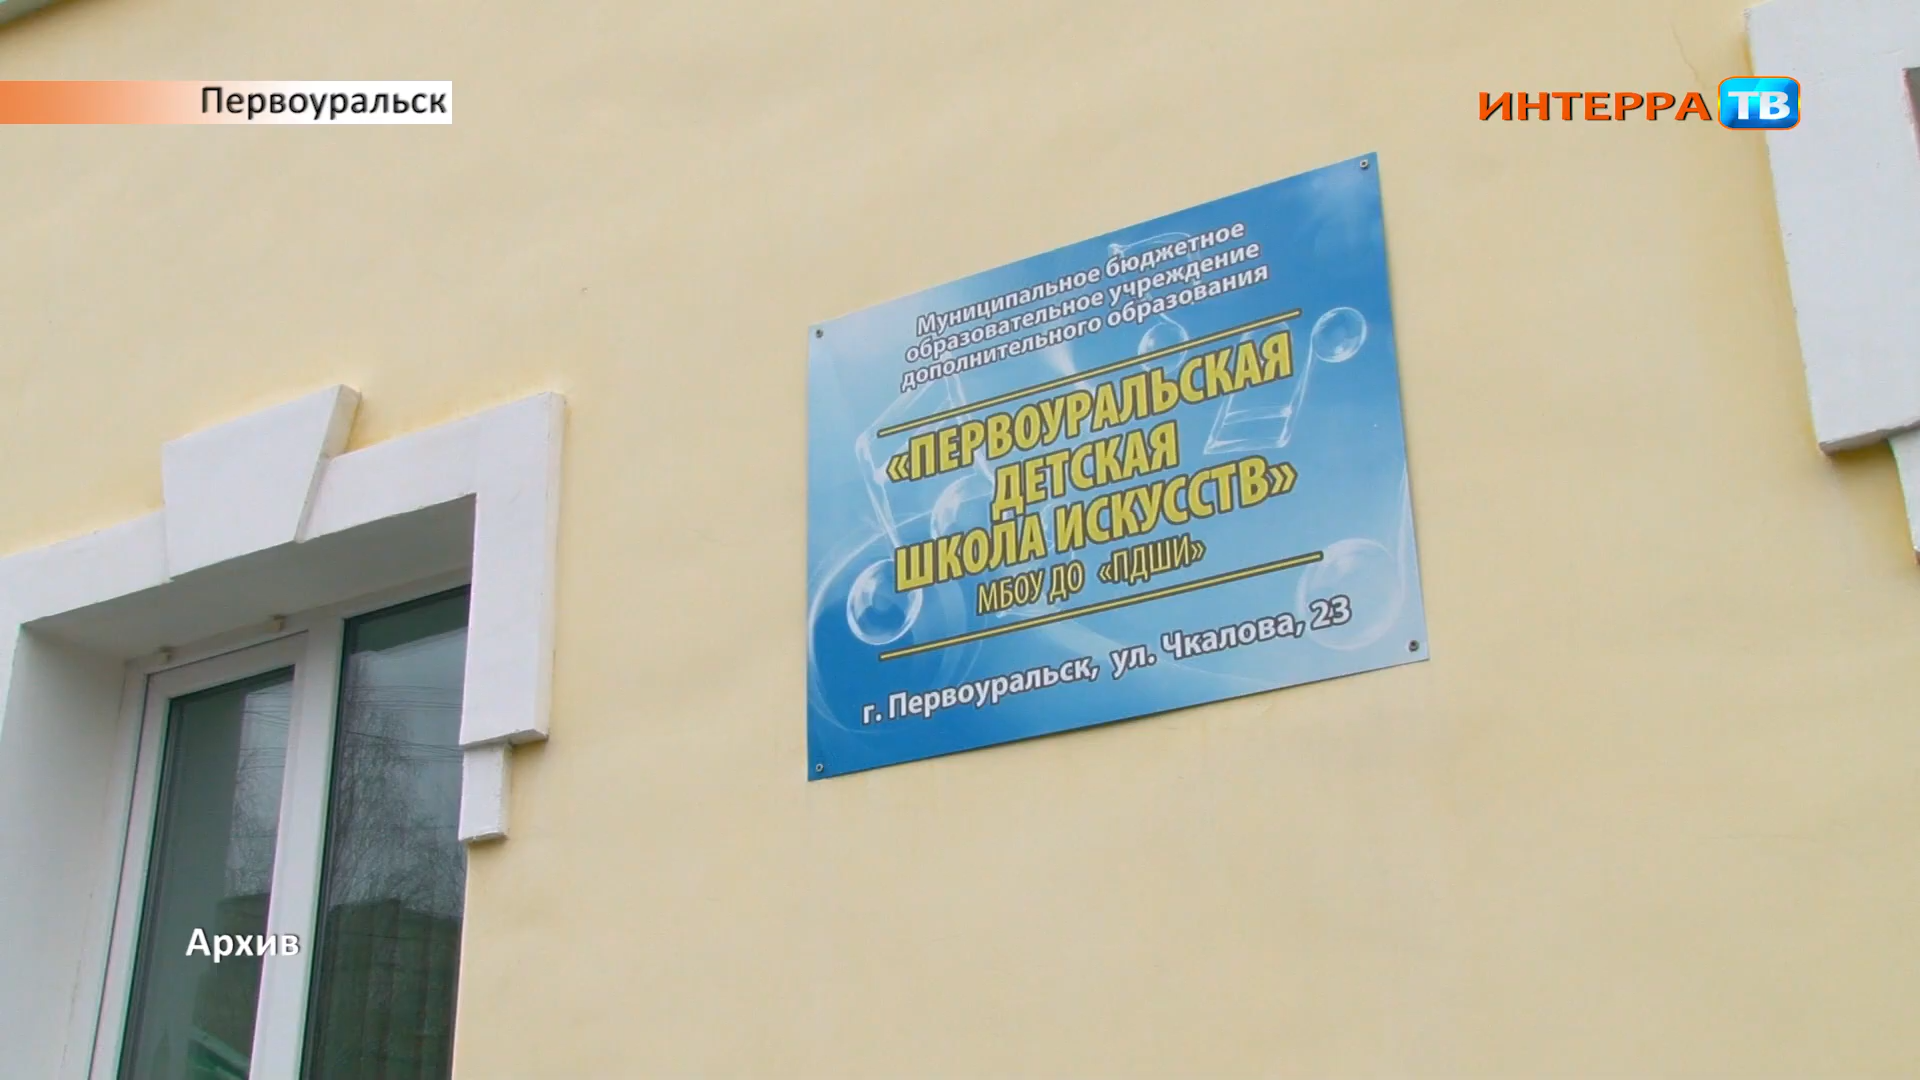 Первоуральск
ИНТЕРРА ТВ
Муниципальное бюджетное
образовательное учреждение
дополнительного образования
«ПЕРВОУРАЛЬСКАЯ
ДЕТСКАЯ
ШКОЛА ИСКУССТВ»
МБОУ ДО «ПДШИ»
г. Первоуральск, ул. Чкалова, 23
Архив